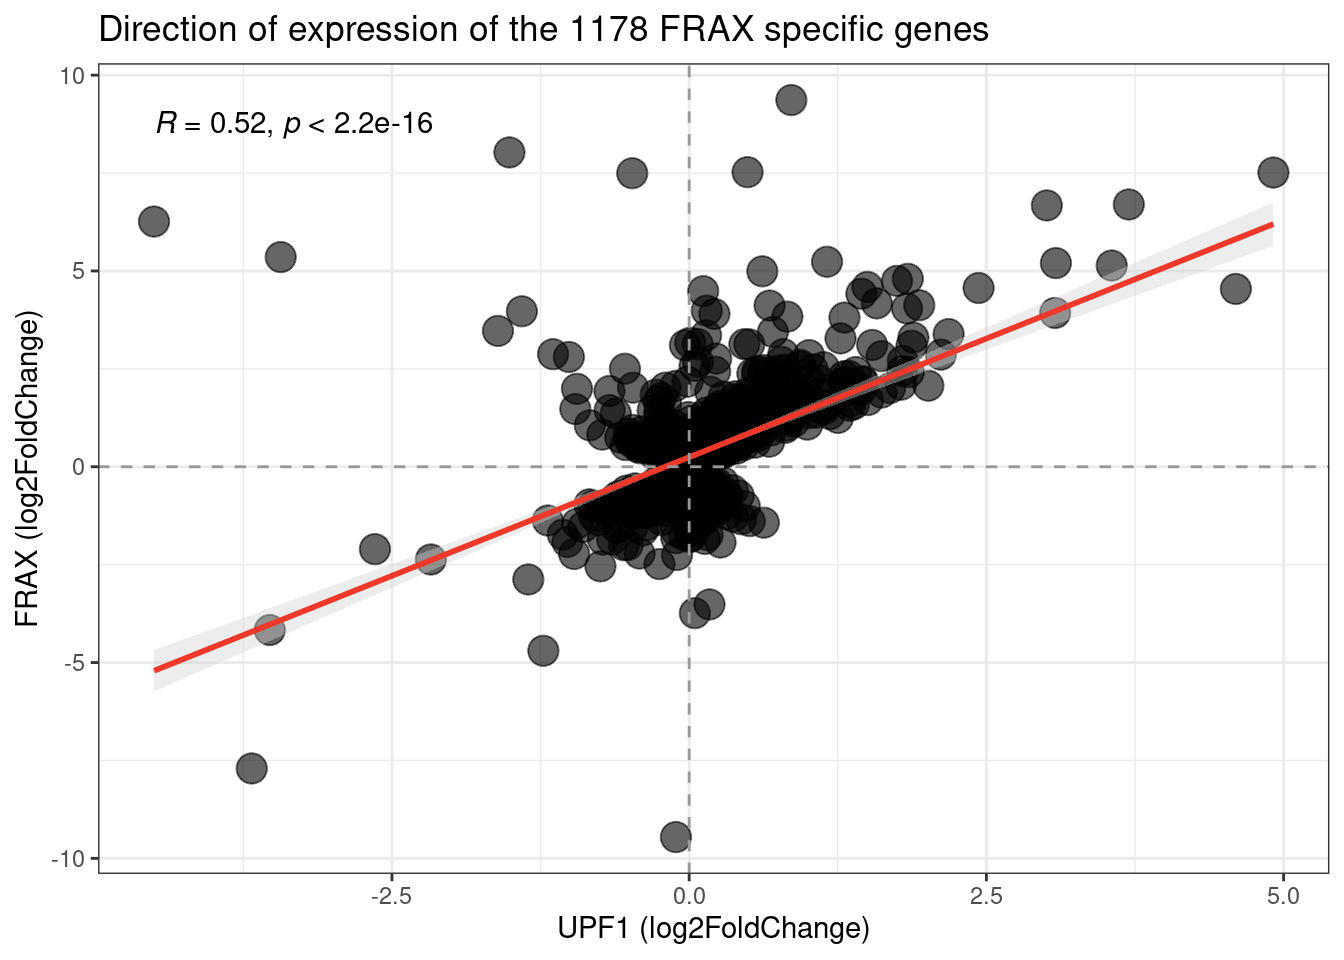 Direction of expression of the 1178 FRAX specific genes
R = 0.52, p < 2.2e-16
FRAX (log2FoldChange)
10
5
0
-5
-10
-2.5
0.0
2.5
5.0
UPF1 (log2FoldChange)